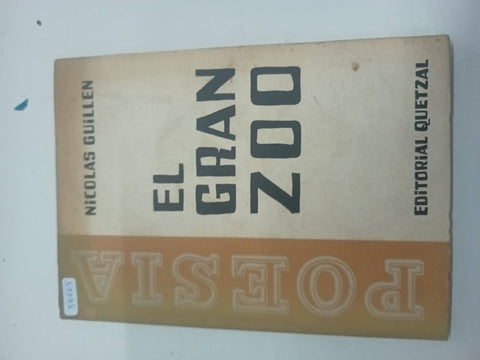 NICOLAS GUILLEN
EL
GRAN
ZOO
EDITORIAL QUETZAL
POESIA